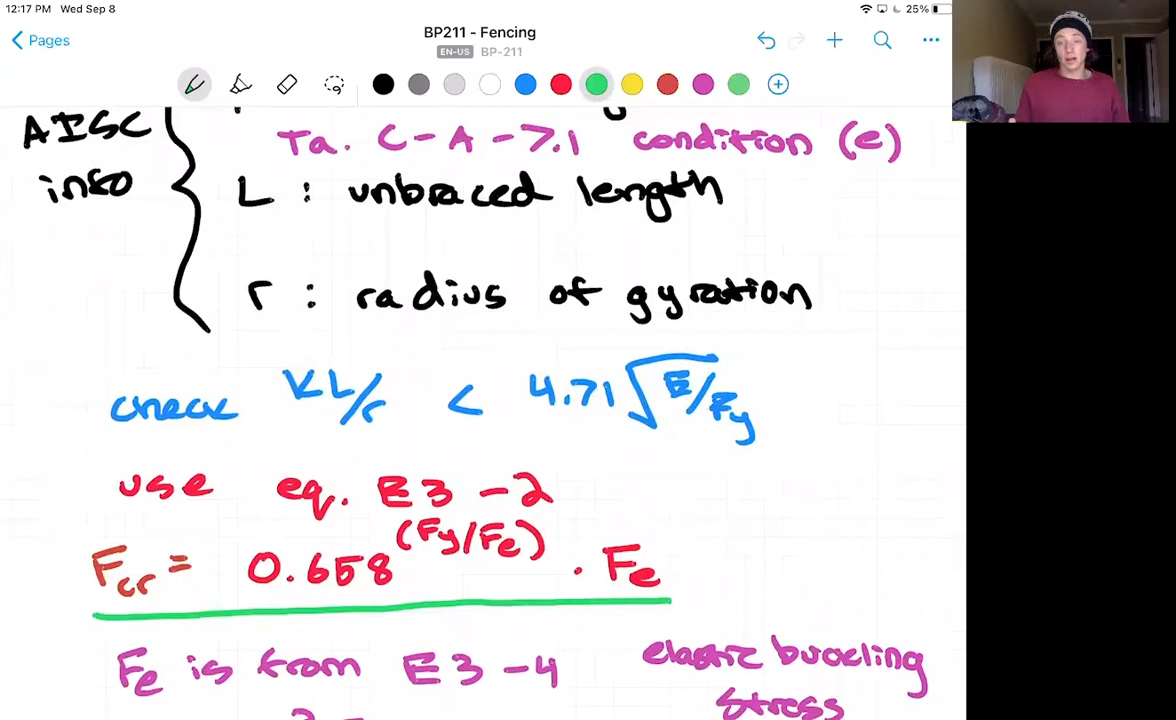 12:17 PM Wed Sep 8
25%
Pages
BP211 - Fencing
EN-US BP-211
AISC
info
Ta. C-A-7.1 condition (e)
L : unbraced length
r : radius of gyration
check KL/r < 4.71 √E/Fy
use eq. E3-2
Fcr = 0.658^(Fy/Fe) . Fe
Fe is from E3-4
elastic buckling
stress